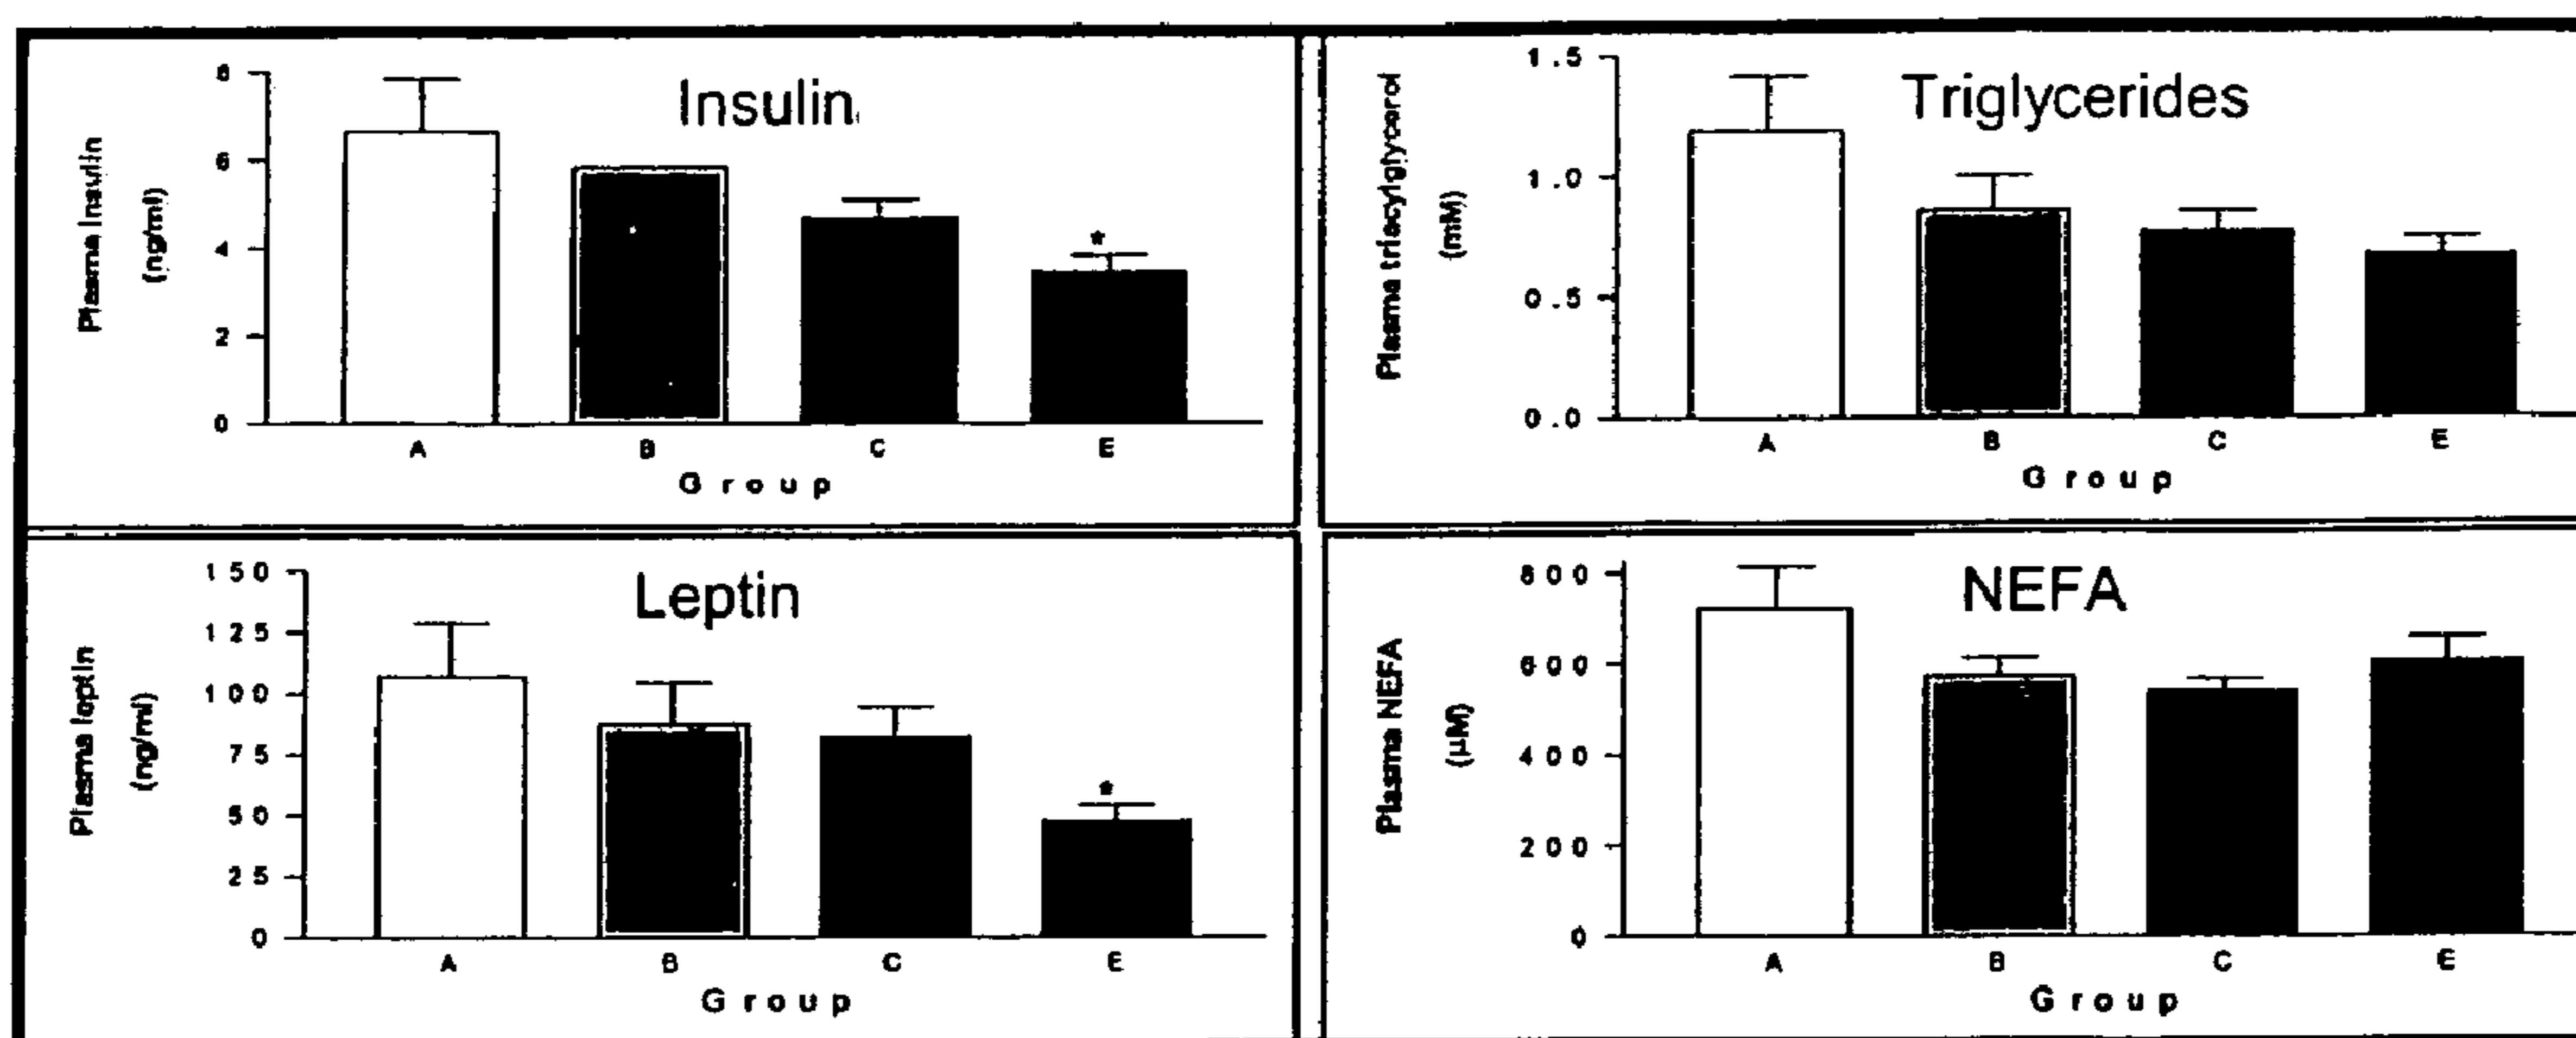 Insulin
Plasma insulin
(ng/ml)
8
6
4
2
0
*
A B C E
Group
Triglycerides
Plasma triacylglycerol
(mM)
1.5
1.0
0.5
0.0
A B C E
Group
Leptin
Plasma leptin
(ng/ml)
150
125
100
75
50
25
0
*
A B C E
Group
NEFA
Plasma NEFA
(μM)
800
600
400
200
0
A B C E
Group